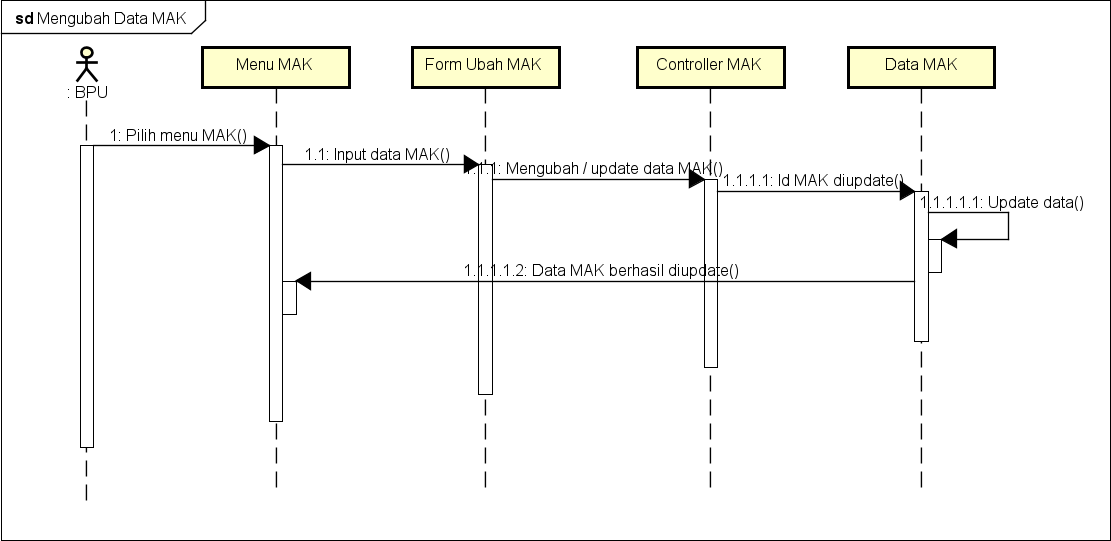 sd Mengubah Data MAK
: BPU
Menu MAK
Form Ubah MAK
Controller MAK
Data MAK
1: Pilih menu MAK()
1.1: Input data MAK()
1.1.1: Mengubah / update data MAK()
1.1.1.1: Id MAK diupdate()
1.1.1.1.1: Update data()
1.1.1.1.2: Data MAK berhasil diupdate()